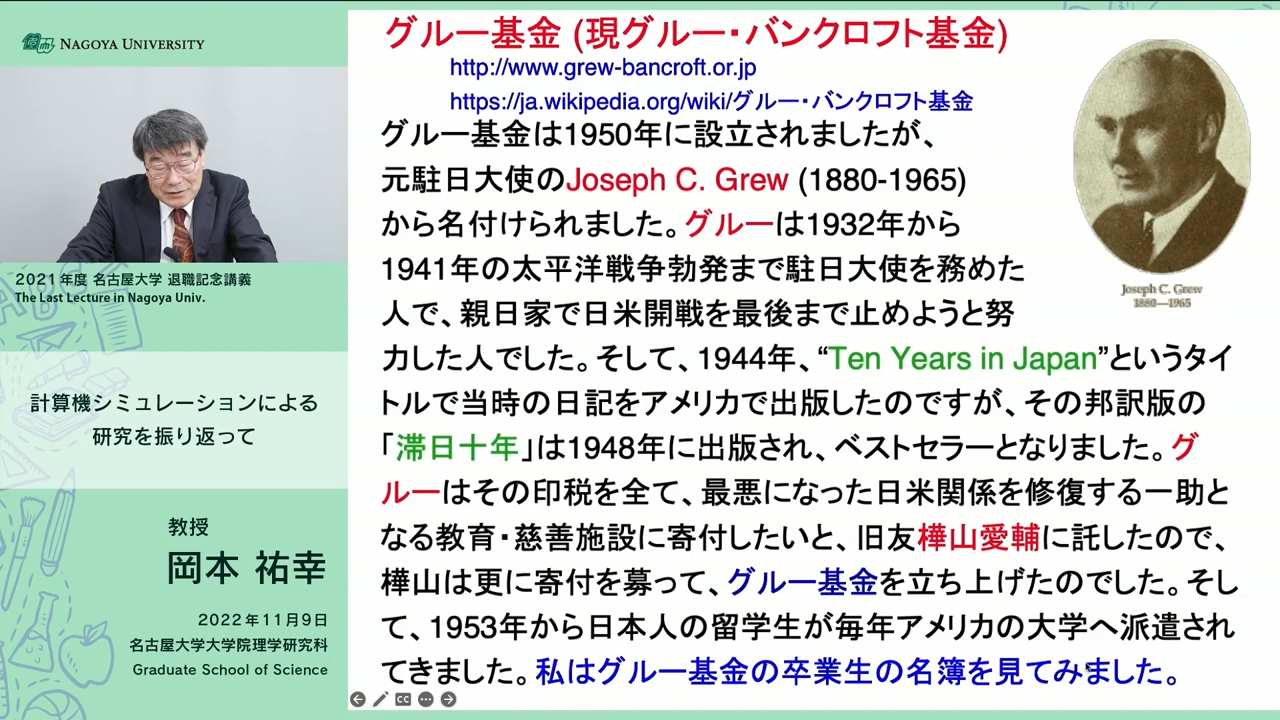 NAGOYA UNIVERSITY
2021年度 名古屋大学 退職記念講義
The Last Lecture in Nagoya Univ.
計算機シミュレーションによる
研究を振り返って
教授
岡本 祐幸
2022年11月9日
名古屋大学大学院理学研究科
Graduate School of Science
グルー基金 (現グルー・バンクロフト基金)
http://www.grew-bancroft.or.jp
https://ja.wikipedia.org/wiki/グルー・バンクロフト基金
グルー基金は1950年に設立されましたが、
元駐日大使のJoseph C. Grew (1880-1965)
から名付けられました。グルーは1932年から
1941年の太平洋戦争勃発まで駐日大使を務めた
人で、親日家で日米開戦を最後まで止めようと努
力した人でした。そして、1944年、“Ten Years in Japan”というタイ
トルで当時の日記をアメリカで出版したのですが、その邦訳版の
「滞日十年」は1948年に出版され、ベストセラーとなりました。グ
ルーはその印税を全て、最悪になった日米関係を修復する一助と
なる教育・慈善施設に寄付したいと、旧友樺山愛輔に託したので、
樺山は更に寄付を募って、グルー基金を立ち上げたのでした。そし
て、1953年から日本人の留学生が毎年アメリカの大学へ派遣され
てきました。私はグルー基金の卒業生の名簿を見てみました。
Joseph C. Grew
1880—1965
CC